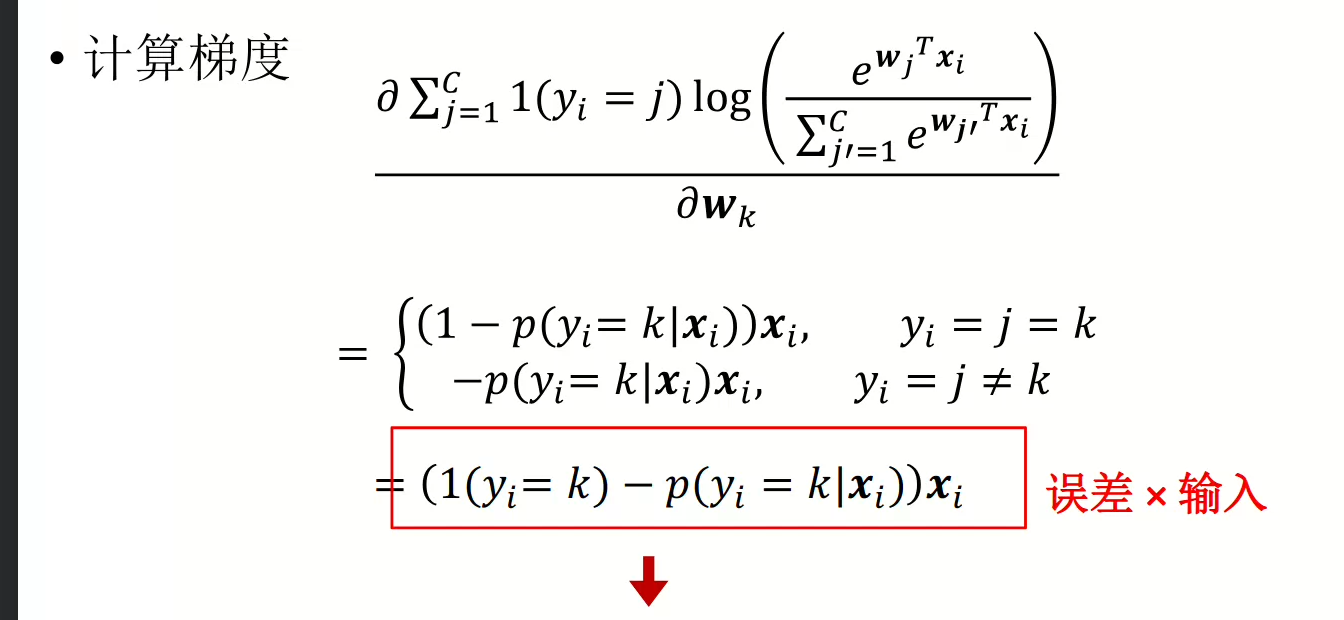 • 计算梯度
∂ ∑_{j=1}^{C} 1(y_i = j) log( e^{w_j^T x_i} / ∑_{j′=1}^{C} e^{w_{j′}^T x_i} ) / ∂w_k
= { (1 − p(y_i= k|x_i))x_i, y_i = j = k
−p(y_i= k|x_i)x_i, y_i = j ≠ k
= (1(y_i= k) − p(y_i = k|x_i))x_i 误差 × 输入